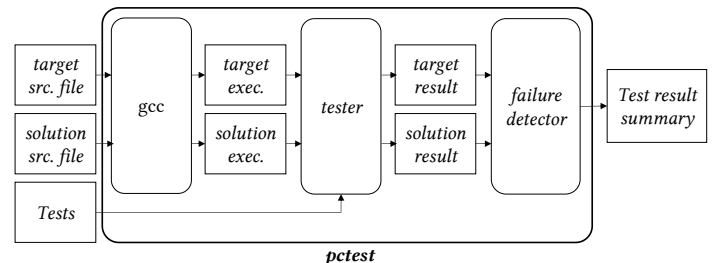 target
src. file
solution
src. file
Tests
gcc
target
exec.
solution
exec.
tester
target
result
solution
result
failure
detector
Test result
summary
pctest